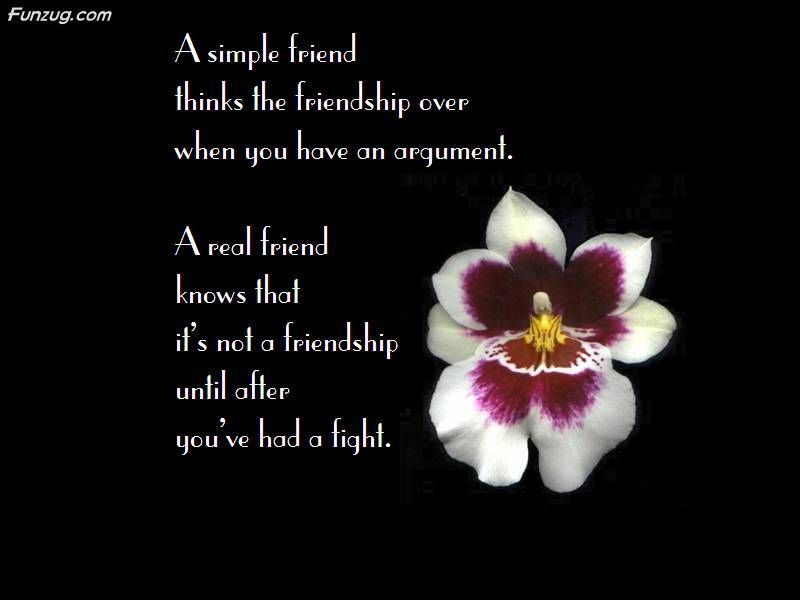 Funzug.com
A simple friend
thinks the friendship over
when you have an argument.
A real friend
knows that
it's not a friendship
until after
you've had a fight.